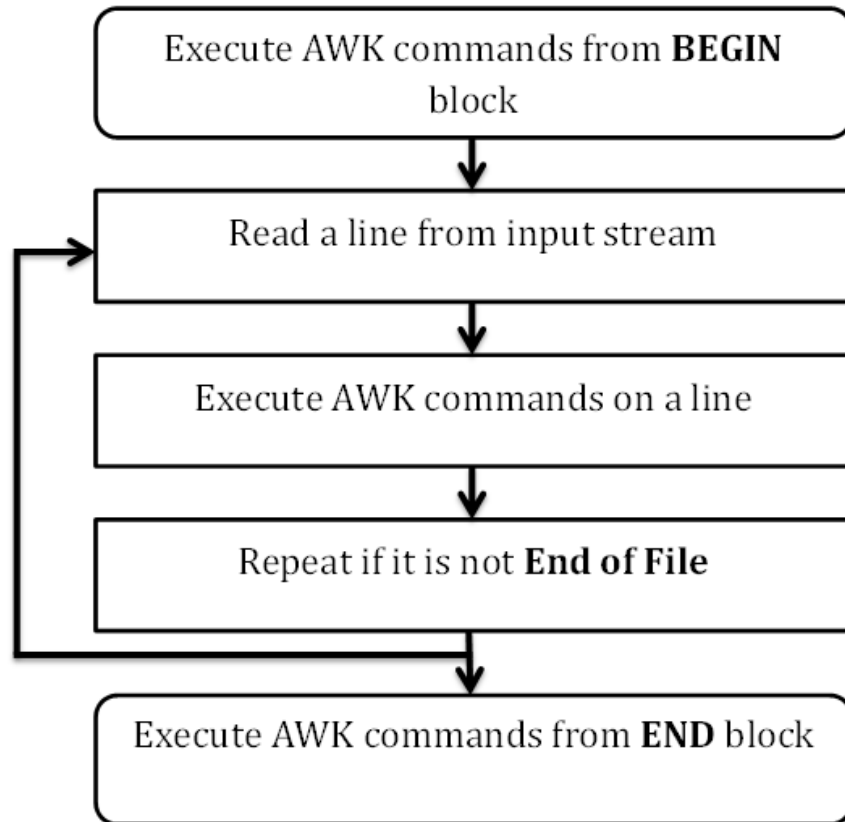 Execute AWK commands from BEGIN
block
Read a line from input stream
Execute AWK commands on a line
Repeat if it is not End of File
Execute AWK commands from END block